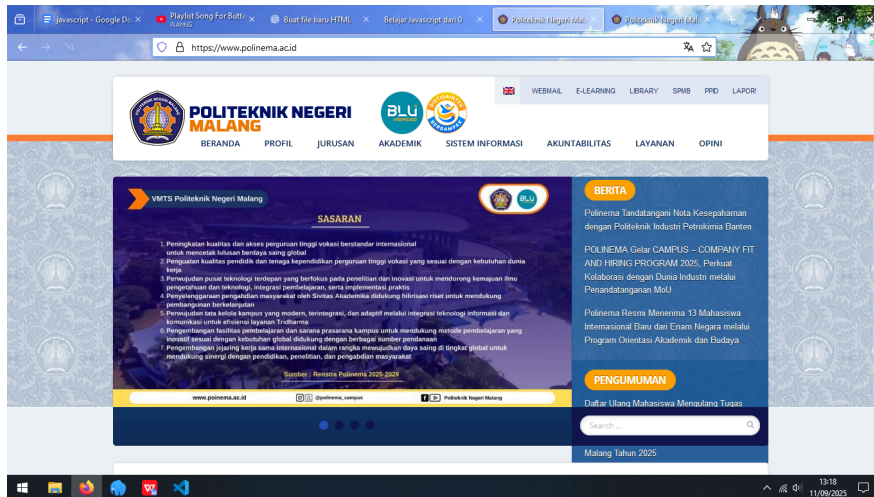 javascript - Google Do
Playlist Song For Butte
PLAYING
Buat file baru HTML
Belajar Javascript dari 0
Politeknik Negeri Mal
Politeknik Negeri Mal
https://www.polinema.ac.id
WEBMAIL E-LEARNING LIBRARY SPMB PPID LAPOR!
POLITEKNIK NEGERI
MALANG
BLU
SPEED
BERDAMPAK
BERANDA PROFIL JURUSAN AKADEMIK SISTEM INFORMASI AKUNTABILITAS LAYANAN OPINI
VMTS Politeknik Negeri Malang
BLU
SASARAN
1. Peningkatan kualitas dan akses perguruan tinggi vokasi berstandar internasional
untuk mencetak lulusan berdaya saing global
2. Penguatan kualitas pendidik dan tenaga kependidikan perguruan tinggi vokasi yang sesuai dengan kebutuhan dunia
kerja
3. Perwujudan pusat teknologi terdepan yang berfokus pada penelitian dan inovasi untuk mendorong kemajuan ilmu
pengetahuan dan teknologi, integrasi pembelajaran, serta implementasi praktis
4. Penyelenggaraan pengabdian masyarakat oleh Sivitas Akademika didukung hilirisasi riset untuk mendukung
pembangunan berkelanjutan
5. Perwujudan tata kelola kampus yang modern, terintegrasi, dan adaptif melalui integrasi teknologi informasi dan
komunikasi untuk efisiensi layanan Tridharma
6. Pengembangan fasilitas pembelajaran dan sarana prasarana kampus untuk mendukung metode pembelajaran yang
inovatif sesuai dengan kebutuhan global didukung dengan berbagai sumber pendanaan
7. Pengembangan jejaring kerja sama internasional dalam rangka mewujudkan daya saing di tingkat global untuk
mendukung sinergi dengan pendidikan, penelitian, dan pengabdian masyarakat
Sumber : Renstra Polinema 2025-2029
www.poinema.ac.id @polinema_campus Politeknik Negeri Malang
BERITA
Polinema Tandatangani Nota Kesepahaman
dengan Politeknik Industri Petrokimia Banten
POLINEMA Gelar CAMPUS – COMPANY FIT
AND HIRING PROGRAM 2025, Perkuat
Kolaborasi dengan Dunia Industri melalui
Penandatanganan MoU
Polinema Resmi Menerima 13 Mahasiswa
Internasional Baru dari Enam Negara melalui
Program Orientasi Akademik dan Budaya
PENGUMUMAN
Daftar Ulang Mahasiswa Mengulang Tugas
Search ...
Malang Tahun 2025
13:18
11/09/2025